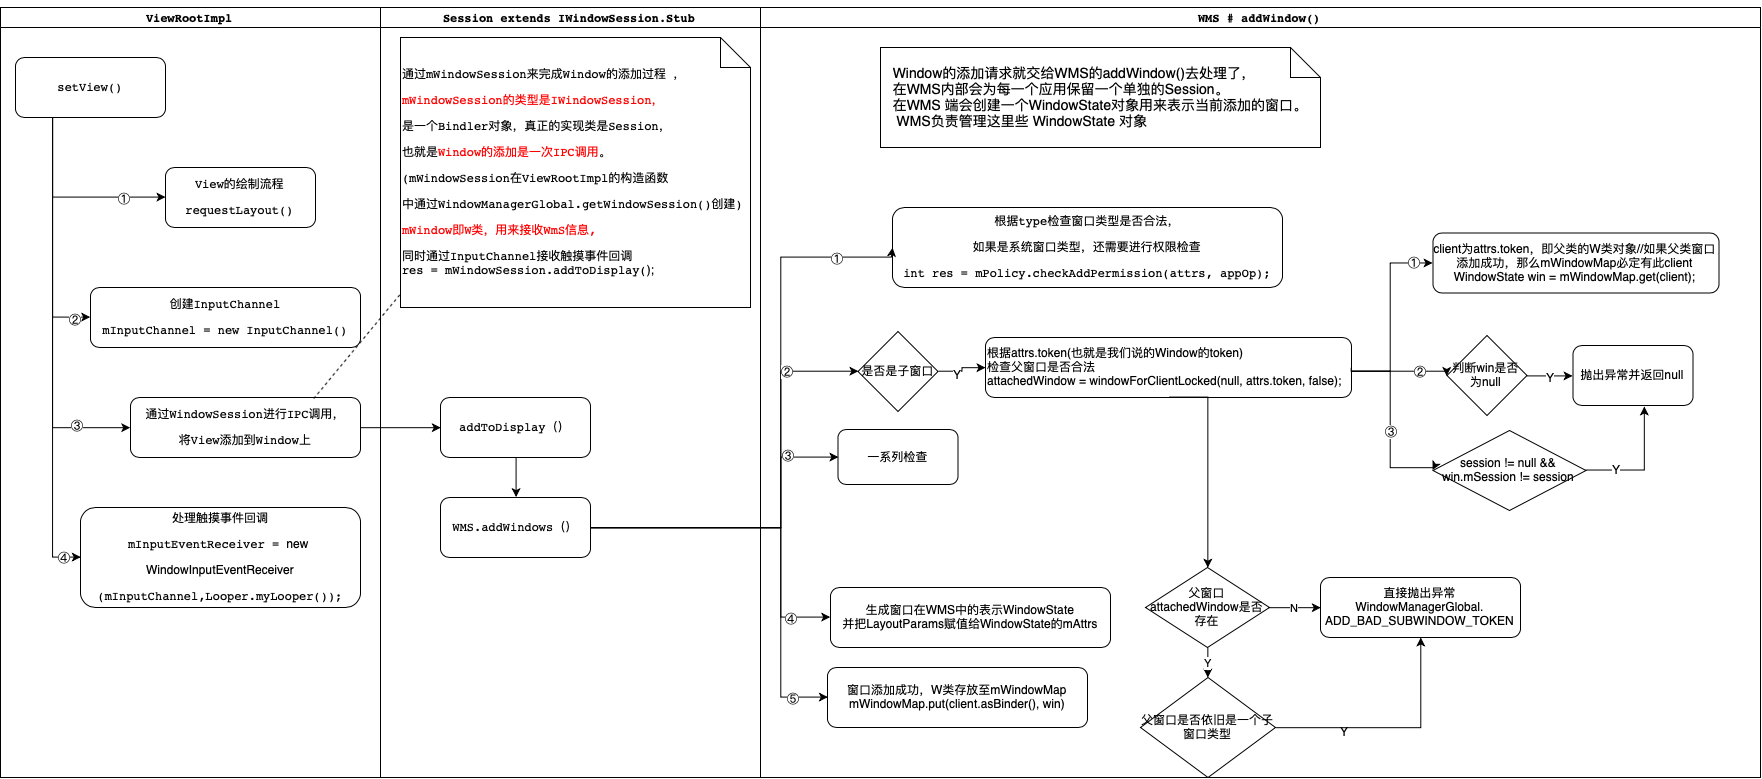 ViewRootImpl
setView()
①
View的绘制流程
requestLayout()
②
创建InputChannel
mInputChannel = new InputChannel()
③
通过WindowSession进行IPC调用,
将View添加到Window上
④
处理触摸事件回调
mInputEventReceiver = new
WindowInputEventReceiver
(mInputChannel,Looper.myLooper());
Session extends IWindowSession.Stub
通过mWindowSession来完成Window的添加过程 ，
mWindowSession的类型是IWindowSession,
是一个Bindler对象，真正的实现类是Session,
也就是Window的添加是一次IPC调用。
(mWindowSession在ViewRootImpl的构造函数
中通过WindowManagerGlobal.getWindowSession()创建)
mWindow即W类，用来接收WmS信息,
同时通过InputChannel接收触摸事件回调
res = mWindowSession.addToDisplay();
addToDisplay（）
WMS.addWindows（）
WMS # addWindow()
Window的添加请求就交给WMS的addWindow()去处理了，
在WMS内部会为每一个应用保留一个单独的Session。
在WMS 端会创建一个WindowState对象用来表示当前添加的窗口。
WMS负责管理这里些 WindowState 对象
①
根据type检查窗口类型是否合法,
如果是系统窗口类型，还需要进行权限检查
int res = mPolicy.checkAddPermission(attrs, appOp);
②
是否是子窗口
Y
根据attrs.token(也就是我们说的Window的token)
检查父窗口是否合法
attachedWindow = windowForClientLocked(null, attrs.token, false);
①
client为attrs.token，即父类的W类对象//如果父类窗口
添加成功，那么mWindowMap必定有此client
WindowState win = mWindowMap.get(client);
②
判断win是否
为null
Y
抛出异常并返回null
③
session != null &&
win.mSession != session
Y
③
一系列检查
父窗口
attachedWindow是否
存在
N
直接抛出异常
WindowManagerGlobal.
ADD_BAD_SUBWINDOW_TOKEN
Y
父窗口是否依旧是一个子
窗口类型
Y
④
生成窗口在WMS中的表示WindowState
并把LayoutParams赋值给WindowState的mAttrs
⑤
窗口添加成功，W类存放至mWindowMap
mWindowMap.put(client.asBinder(), win)